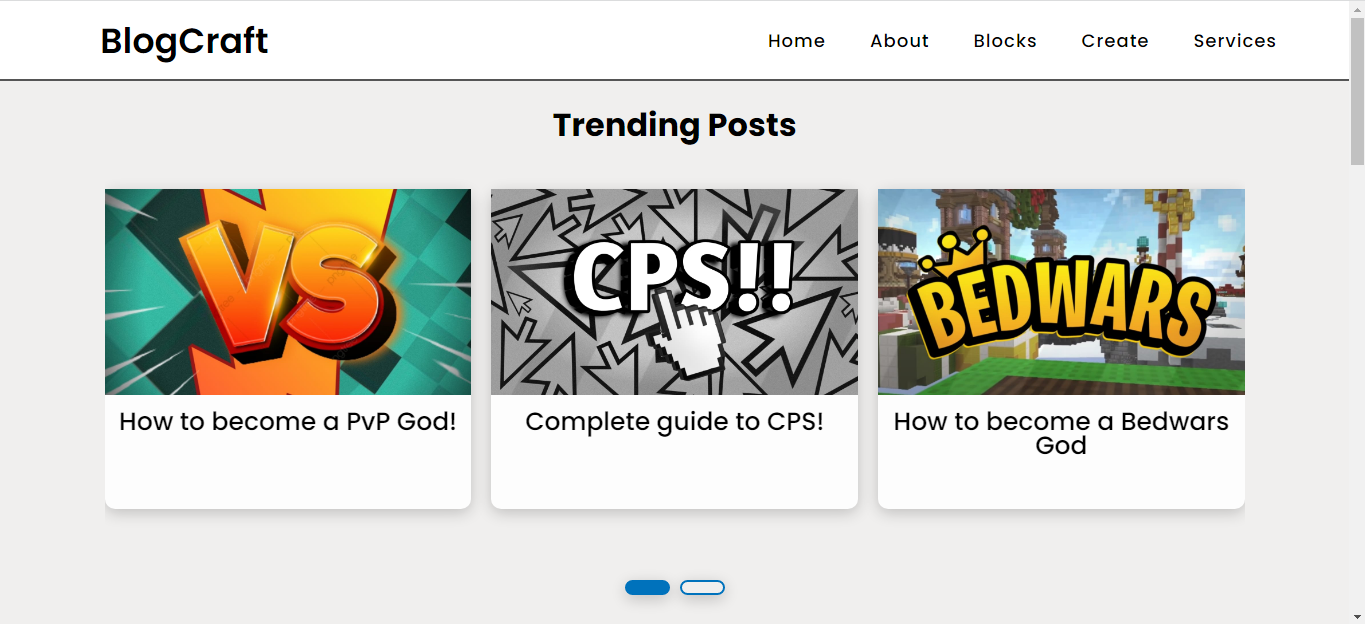 BlogCraft
Home About Blocks Create Services
Trending Posts
VS
CPS!!
BEDWARS
How to become a PvP God!
Complete guide to CPS!
How to become a Bedwars
God